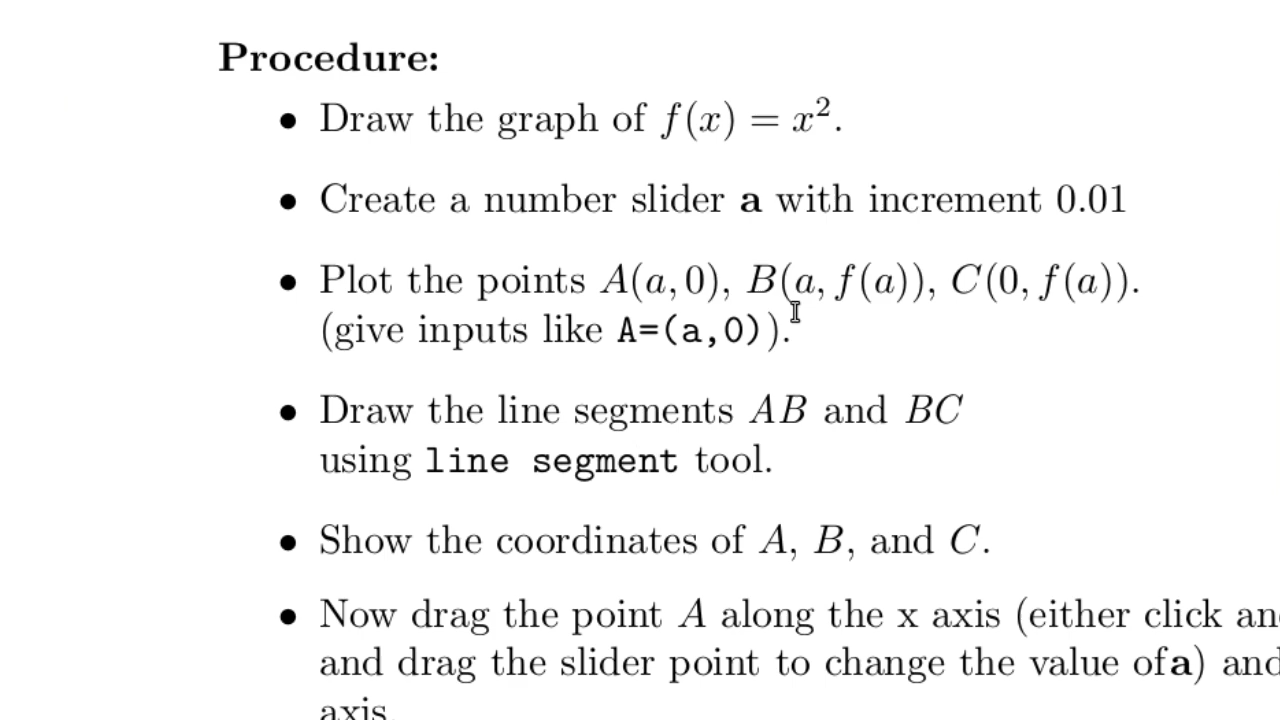 Procedure:
• Draw the graph of f(x) = x².
• Create a number slider a with increment 0.01
• Plot the points A(a, 0), B(a, f(a)), C(0, f(a)).
(give inputs like A=(a,0)).
• Draw the line segments AB and BC
using line segment tool.
• Show the coordinates of A, B, and C.
• Now drag the point A along the x axis (either click an
and drag the slider point to change the value ofa) and
axis.